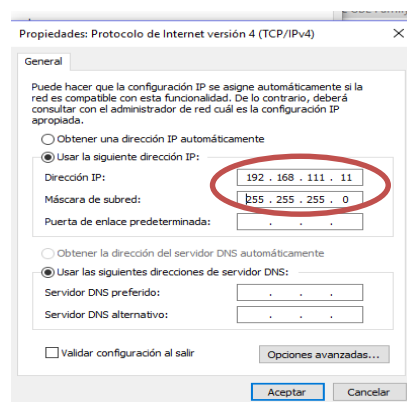 Propiedades: Protocolo de Internet versión 4 (TCP/IPv4)
General
Puede hacer que la configuración IP se asigne automáticamente si la
red es compatible con esta funcionalidad. De lo contrario, deberá
consultar con el administrador de red cuál es la configuración IP
apropiada.
Obtener una dirección IP automáticamente
Usar la siguiente dirección IP:
Dirección IP: 192 . 168 . 111 . 11
Máscara de subred: 255 . 255 . 255 . 0
Puerta de enlace predeterminada: . . .
Obtener la dirección del servidor DNS automáticamente
Usar las siguientes direcciones de servidor DNS:
Servidor DNS preferido: . . .
Servidor DNS alternativo: . . .
Validar configuración al salir
Opciones avanzadas...
Aceptar Cancelar